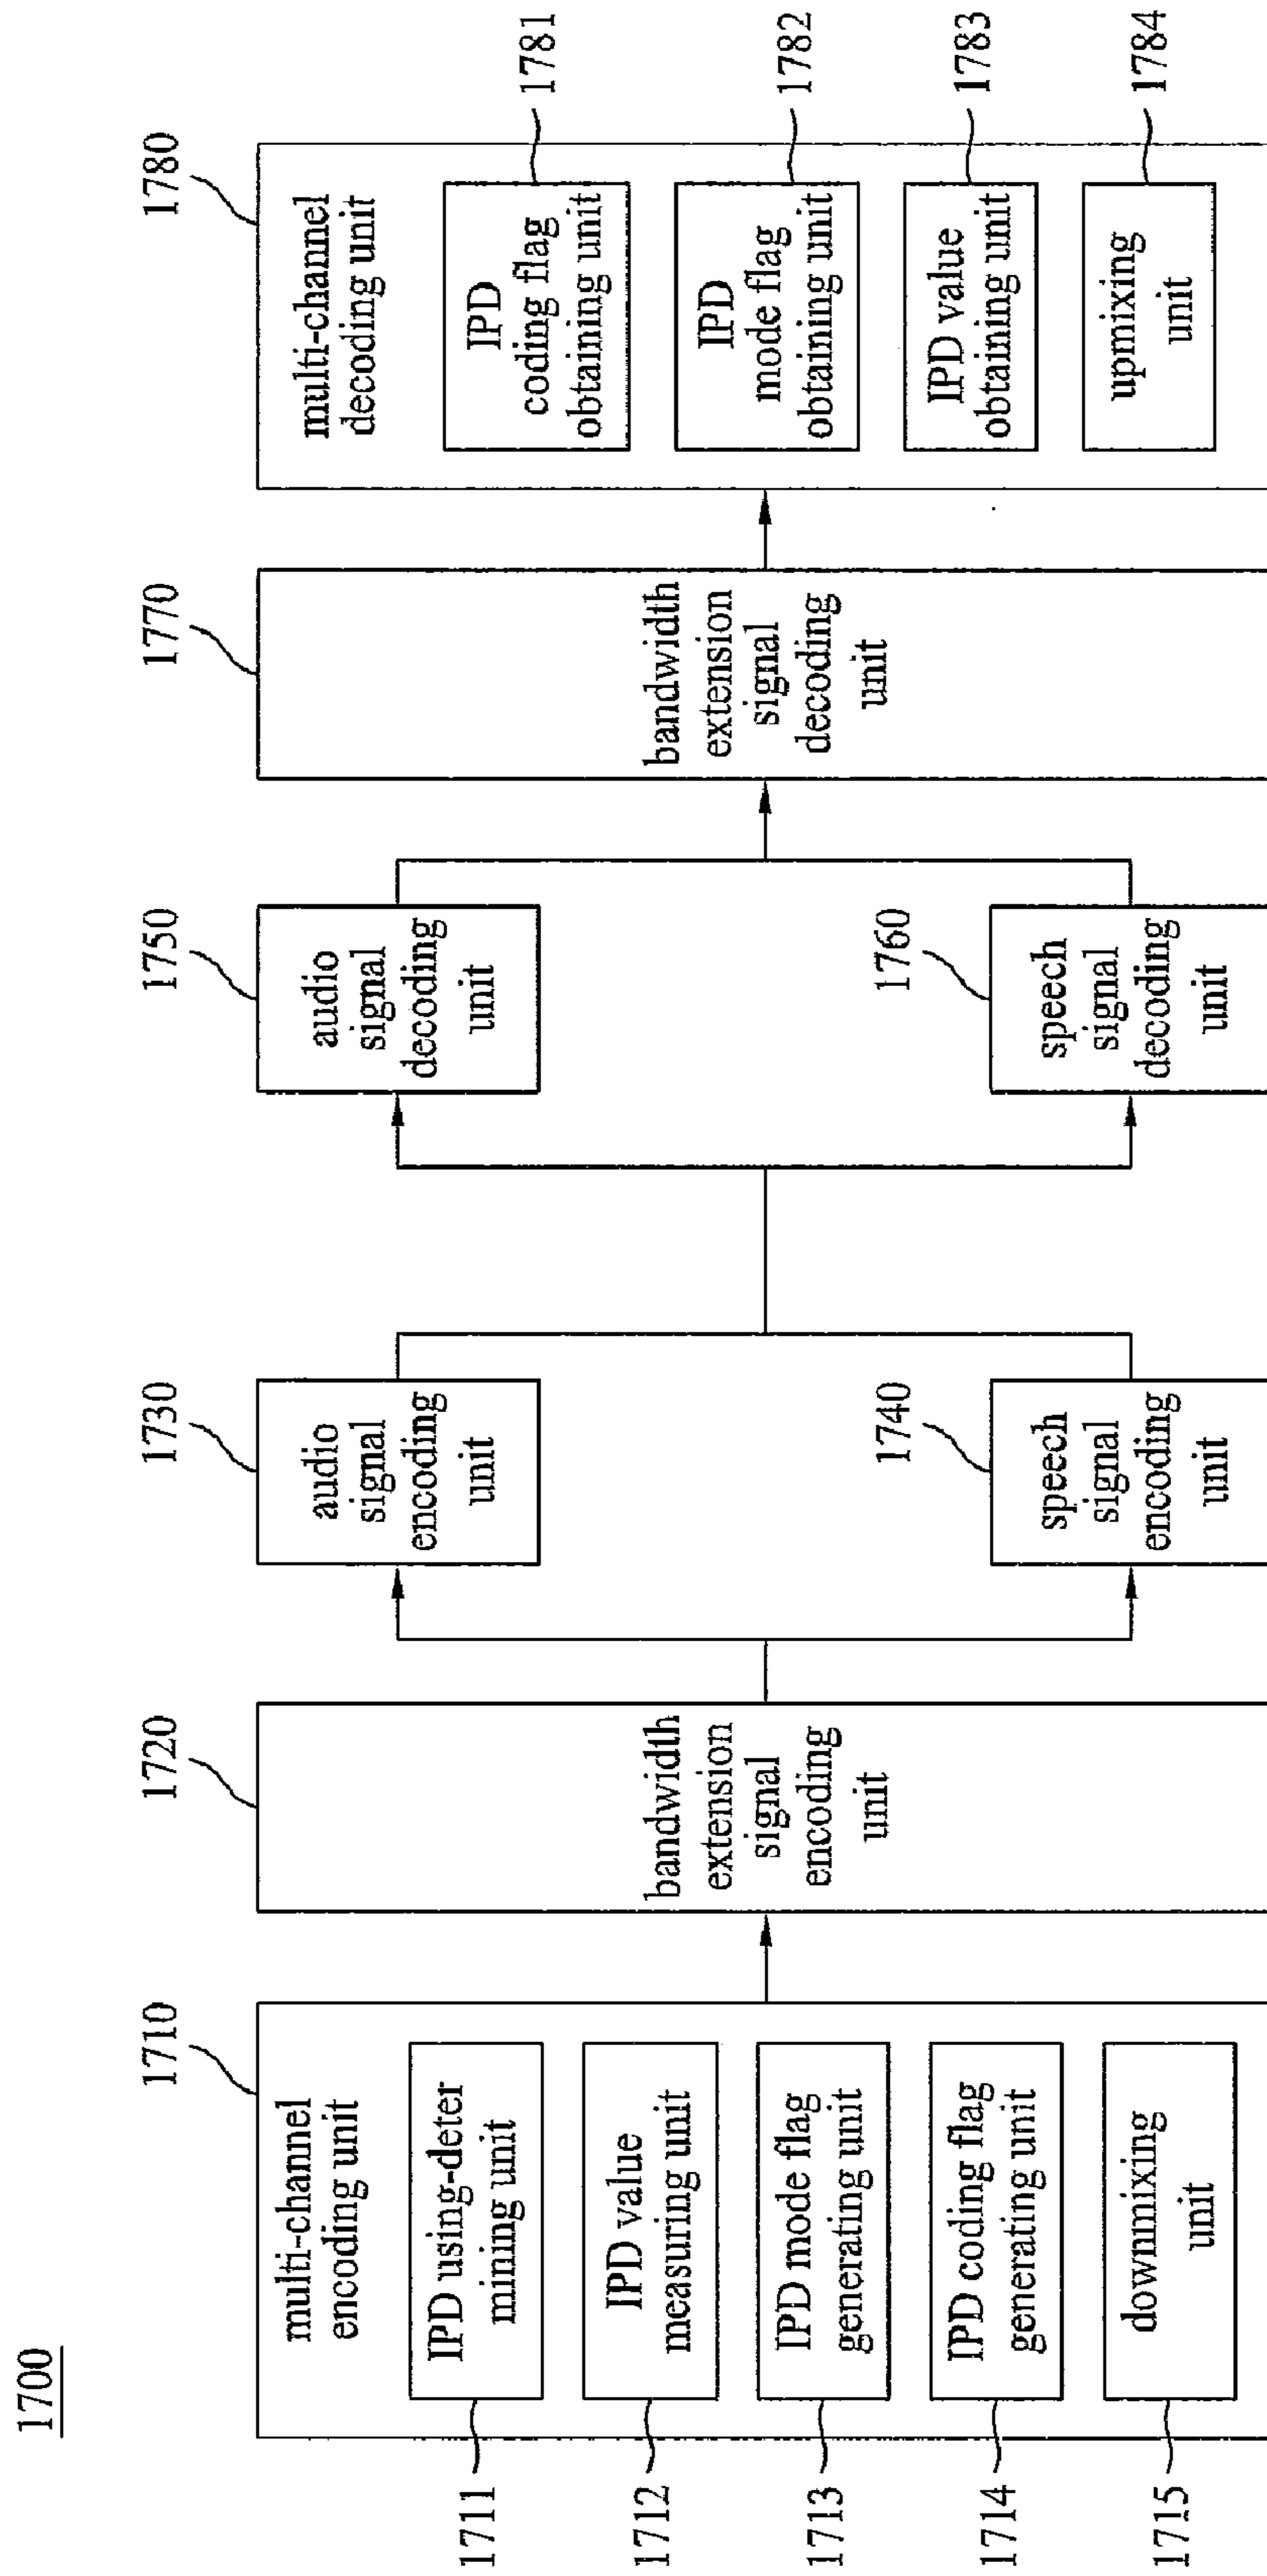 1700
1710
multi-channel
encoding unit
1711
IPD using-deter
mining unit
1712
IPD value
measuring unit
1713
IPD mode flag
generating unit
1714
IPD coding flag
generating unit
1715
downmixing
unit
1720
bandwidth
extension
signal
encoding
unit
1730
audio
signal
encoding
unit
1740
speech
signal
encoding
unit
1750
audio
signal
decoding
unit
1760
speech
signal
decoding
unit
1770
bandwidth
extension
signal
decoding
unit
1780
multi-channel
decoding unit
IPD
coding flag
obtaining unit
1781
IPD
mode flag
obtaining unit
1782
IPD value
obtaining unit
1783
upmixing
unit
1784